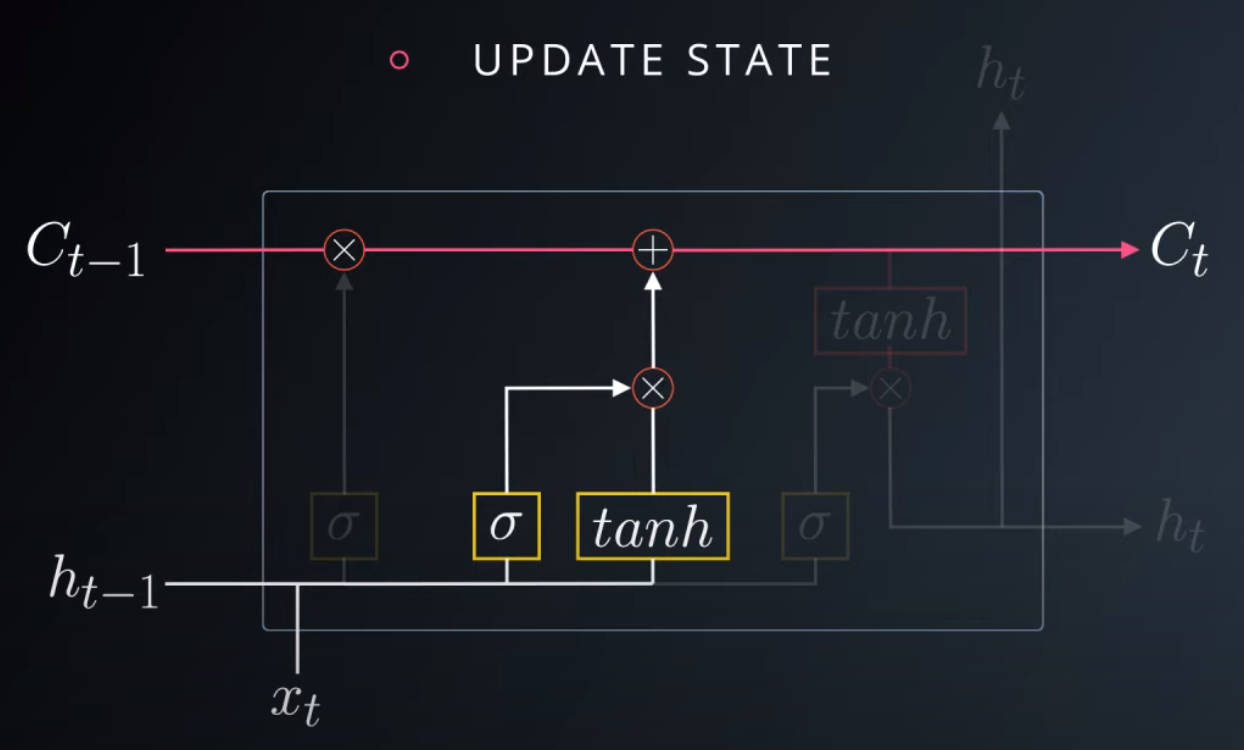 UPDATE STATE
h_t
C_{t-1}
×
+
C_t
tanh
×
×
σ
σ
tanh
σ
h_t
h_{t-1}
x_t